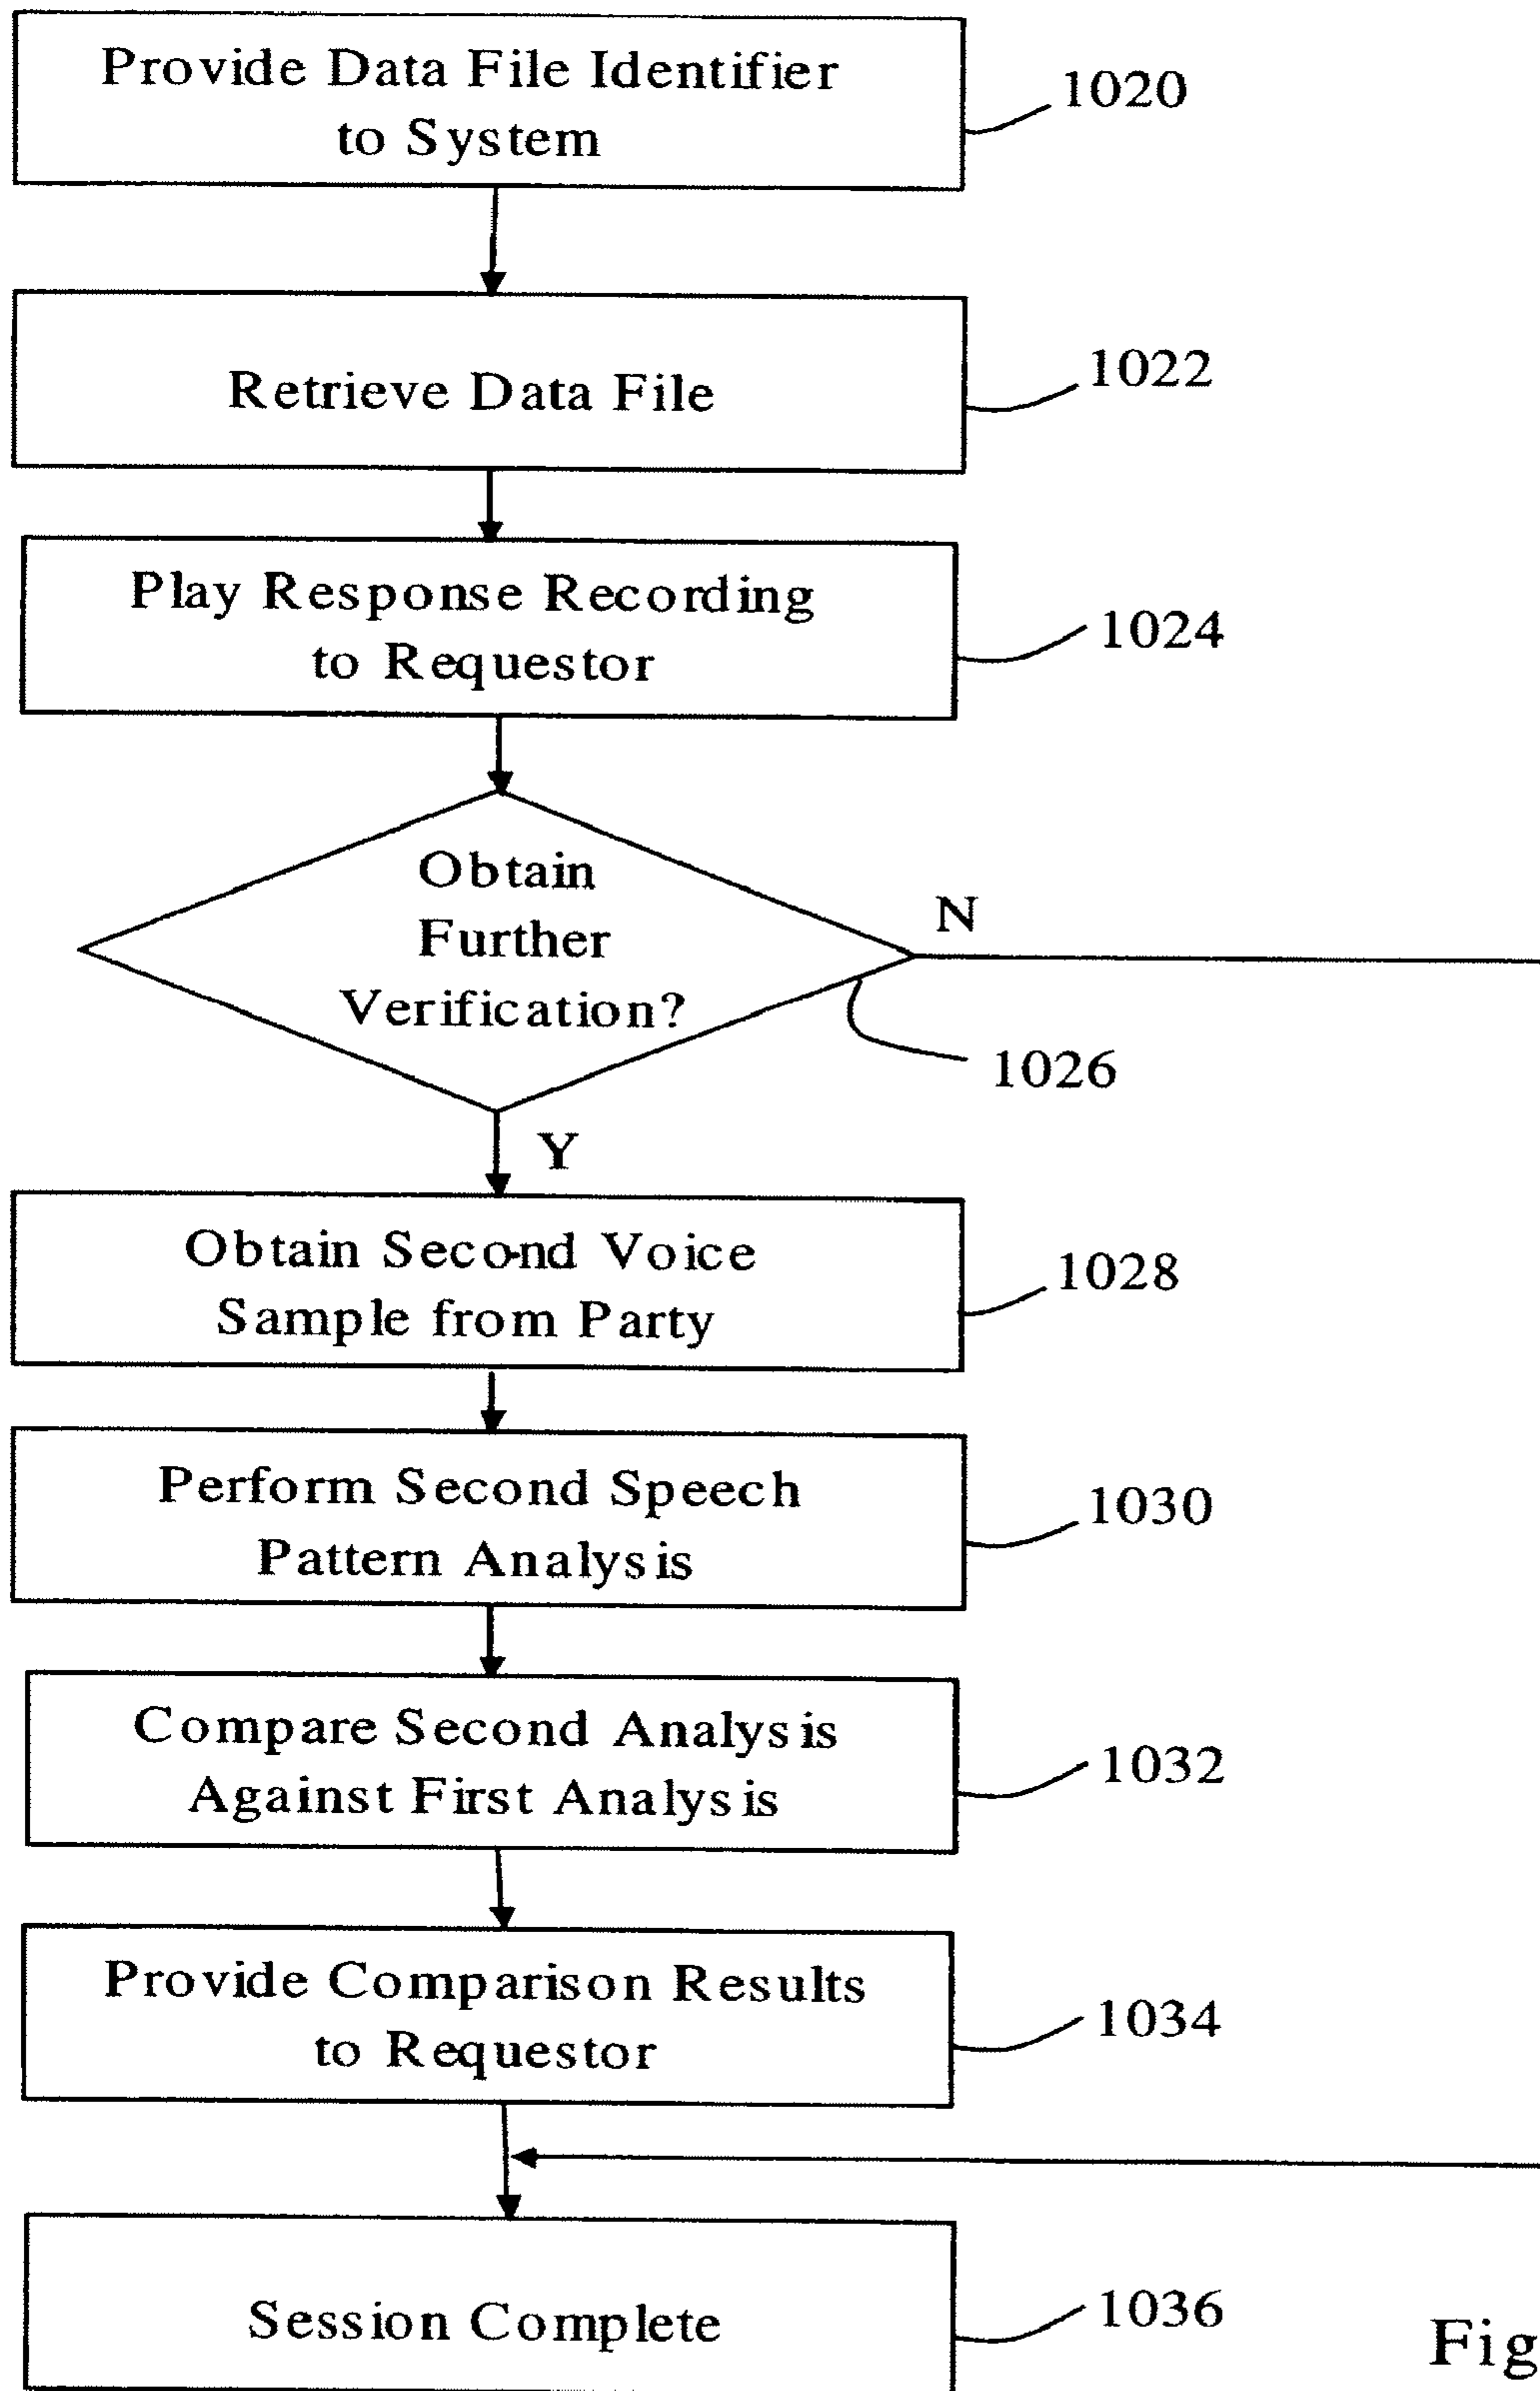 Provide Data File Identifier
to System
1020
Retrieve Data File
1022
Play Response Recording
to Requestor
1024
Obtain
Further
Verification?
N
1026
Y
Obtain Second Voice
Sample from Party
1028
Perform Second Speech
Pattern Analysis
1030
Compare Second Analysis
Against First Analysis
1032
Provide Comparison Results
to Requestor
1034
Session Complete
1036
Fig